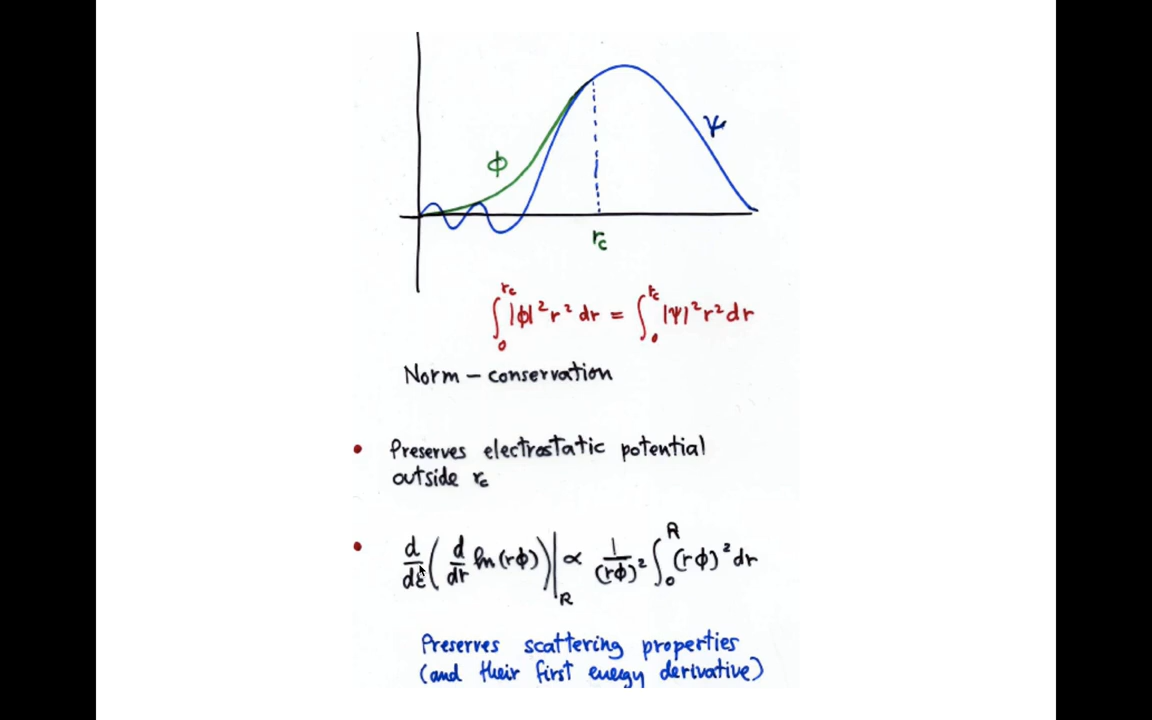 ϕ
Ψ
r_c
∫₀^{r_c} |ϕ|² r² dr = ∫₀^{r_c} |Ψ|² r² dr
Norm – conservation
• Preserves electrostatic potential
outside r_c
• d/dε ( d/dr ln (rϕ) ) |_R ∝ 1/(rϕ)² ∫₀^R (rϕ)² dr
Preserves scattering properties
(and their first energy derivative)